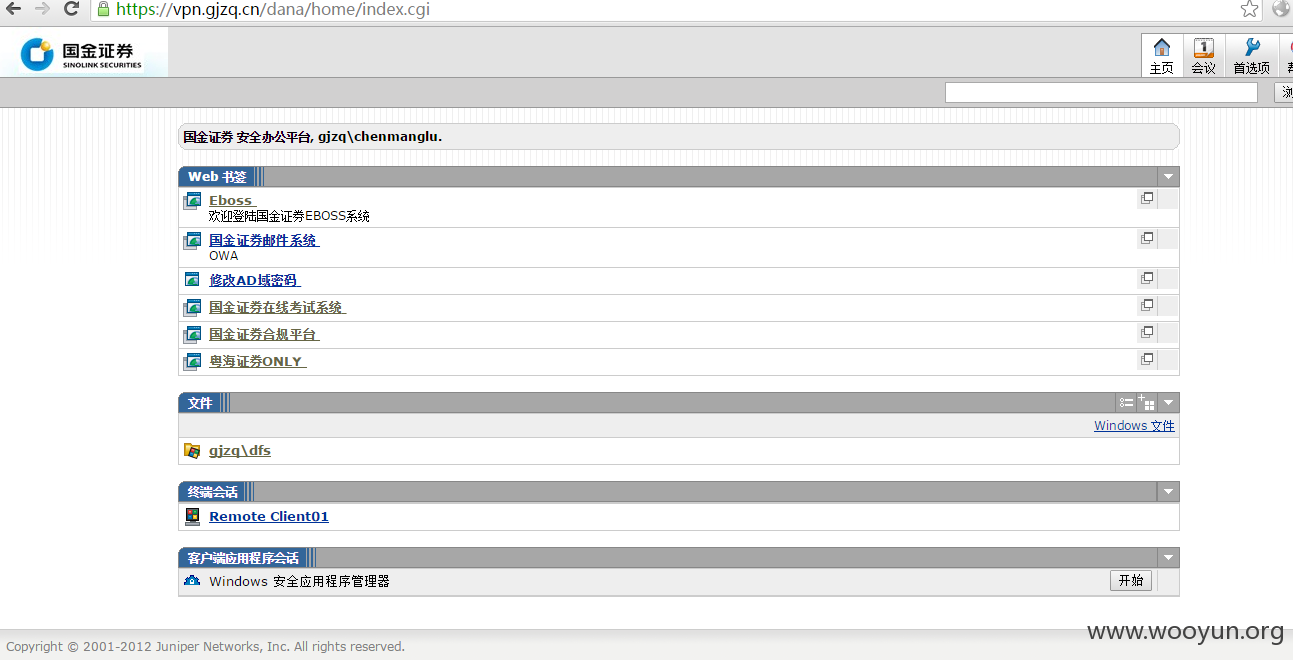 https://vpn.gjzq.cn/dana/home/index.cgi
国金证券
SINOLINK SECURITIES
主页
1
会议
首选项
国金证券 安全办公平台, gjzq\chenmanglu.
Web 书签
Eboss
欢迎登陆国金证券EBOSS系统
国金证券邮件系统
OWA
修改AD域密码
国金证券在线考试系统
国金证券合规平台
粤海证券ONLY
文件
Windows 文件
gjzq\dfs
终端会话
Remote Client01
客户端应用程序会话
Windows 安全应用程序管理器
开始
www.wooyun.org
Copyright © 2001-2012 Juniper Networks, Inc. All rights reserved.